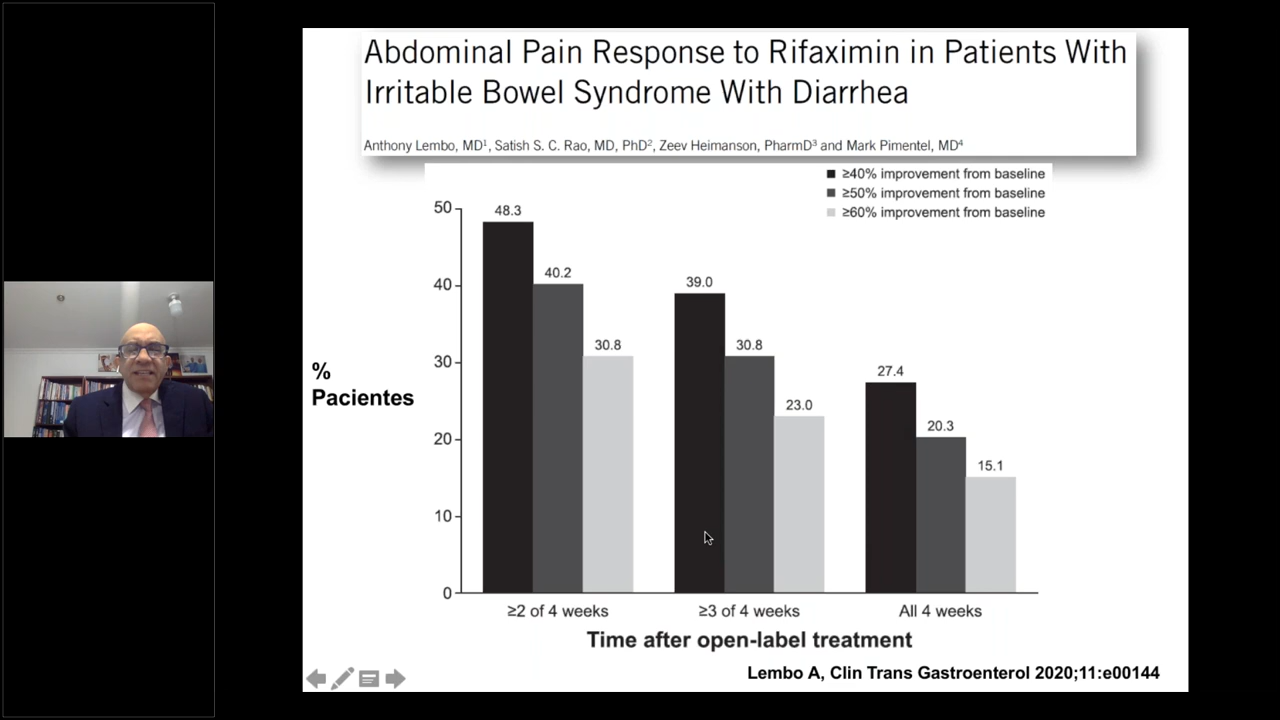 Abdominal Pain Response to Rifaximin in Patients With
Irritable Bowel Syndrome With Diarrhea
Anthony Lembo, MD¹, Satish S. C. Rao, MD, PhD², Zeev Heimanson, PharmD³ and Mark Pimentel, MD⁴
≥40% improvement from baseline
≥50% improvement from baseline
≥60% improvement from baseline
50
40
30
20
10
0
%
Pacientes
48.3
40.2
30.8
39.0
30.8
23.0
27.4
20.3
15.1
≥2 of 4 weeks
≥3 of 4 weeks
All 4 weeks
Time after open-label treatment
Lembo A, Clin Trans Gastroenterol 2020;11:e00144